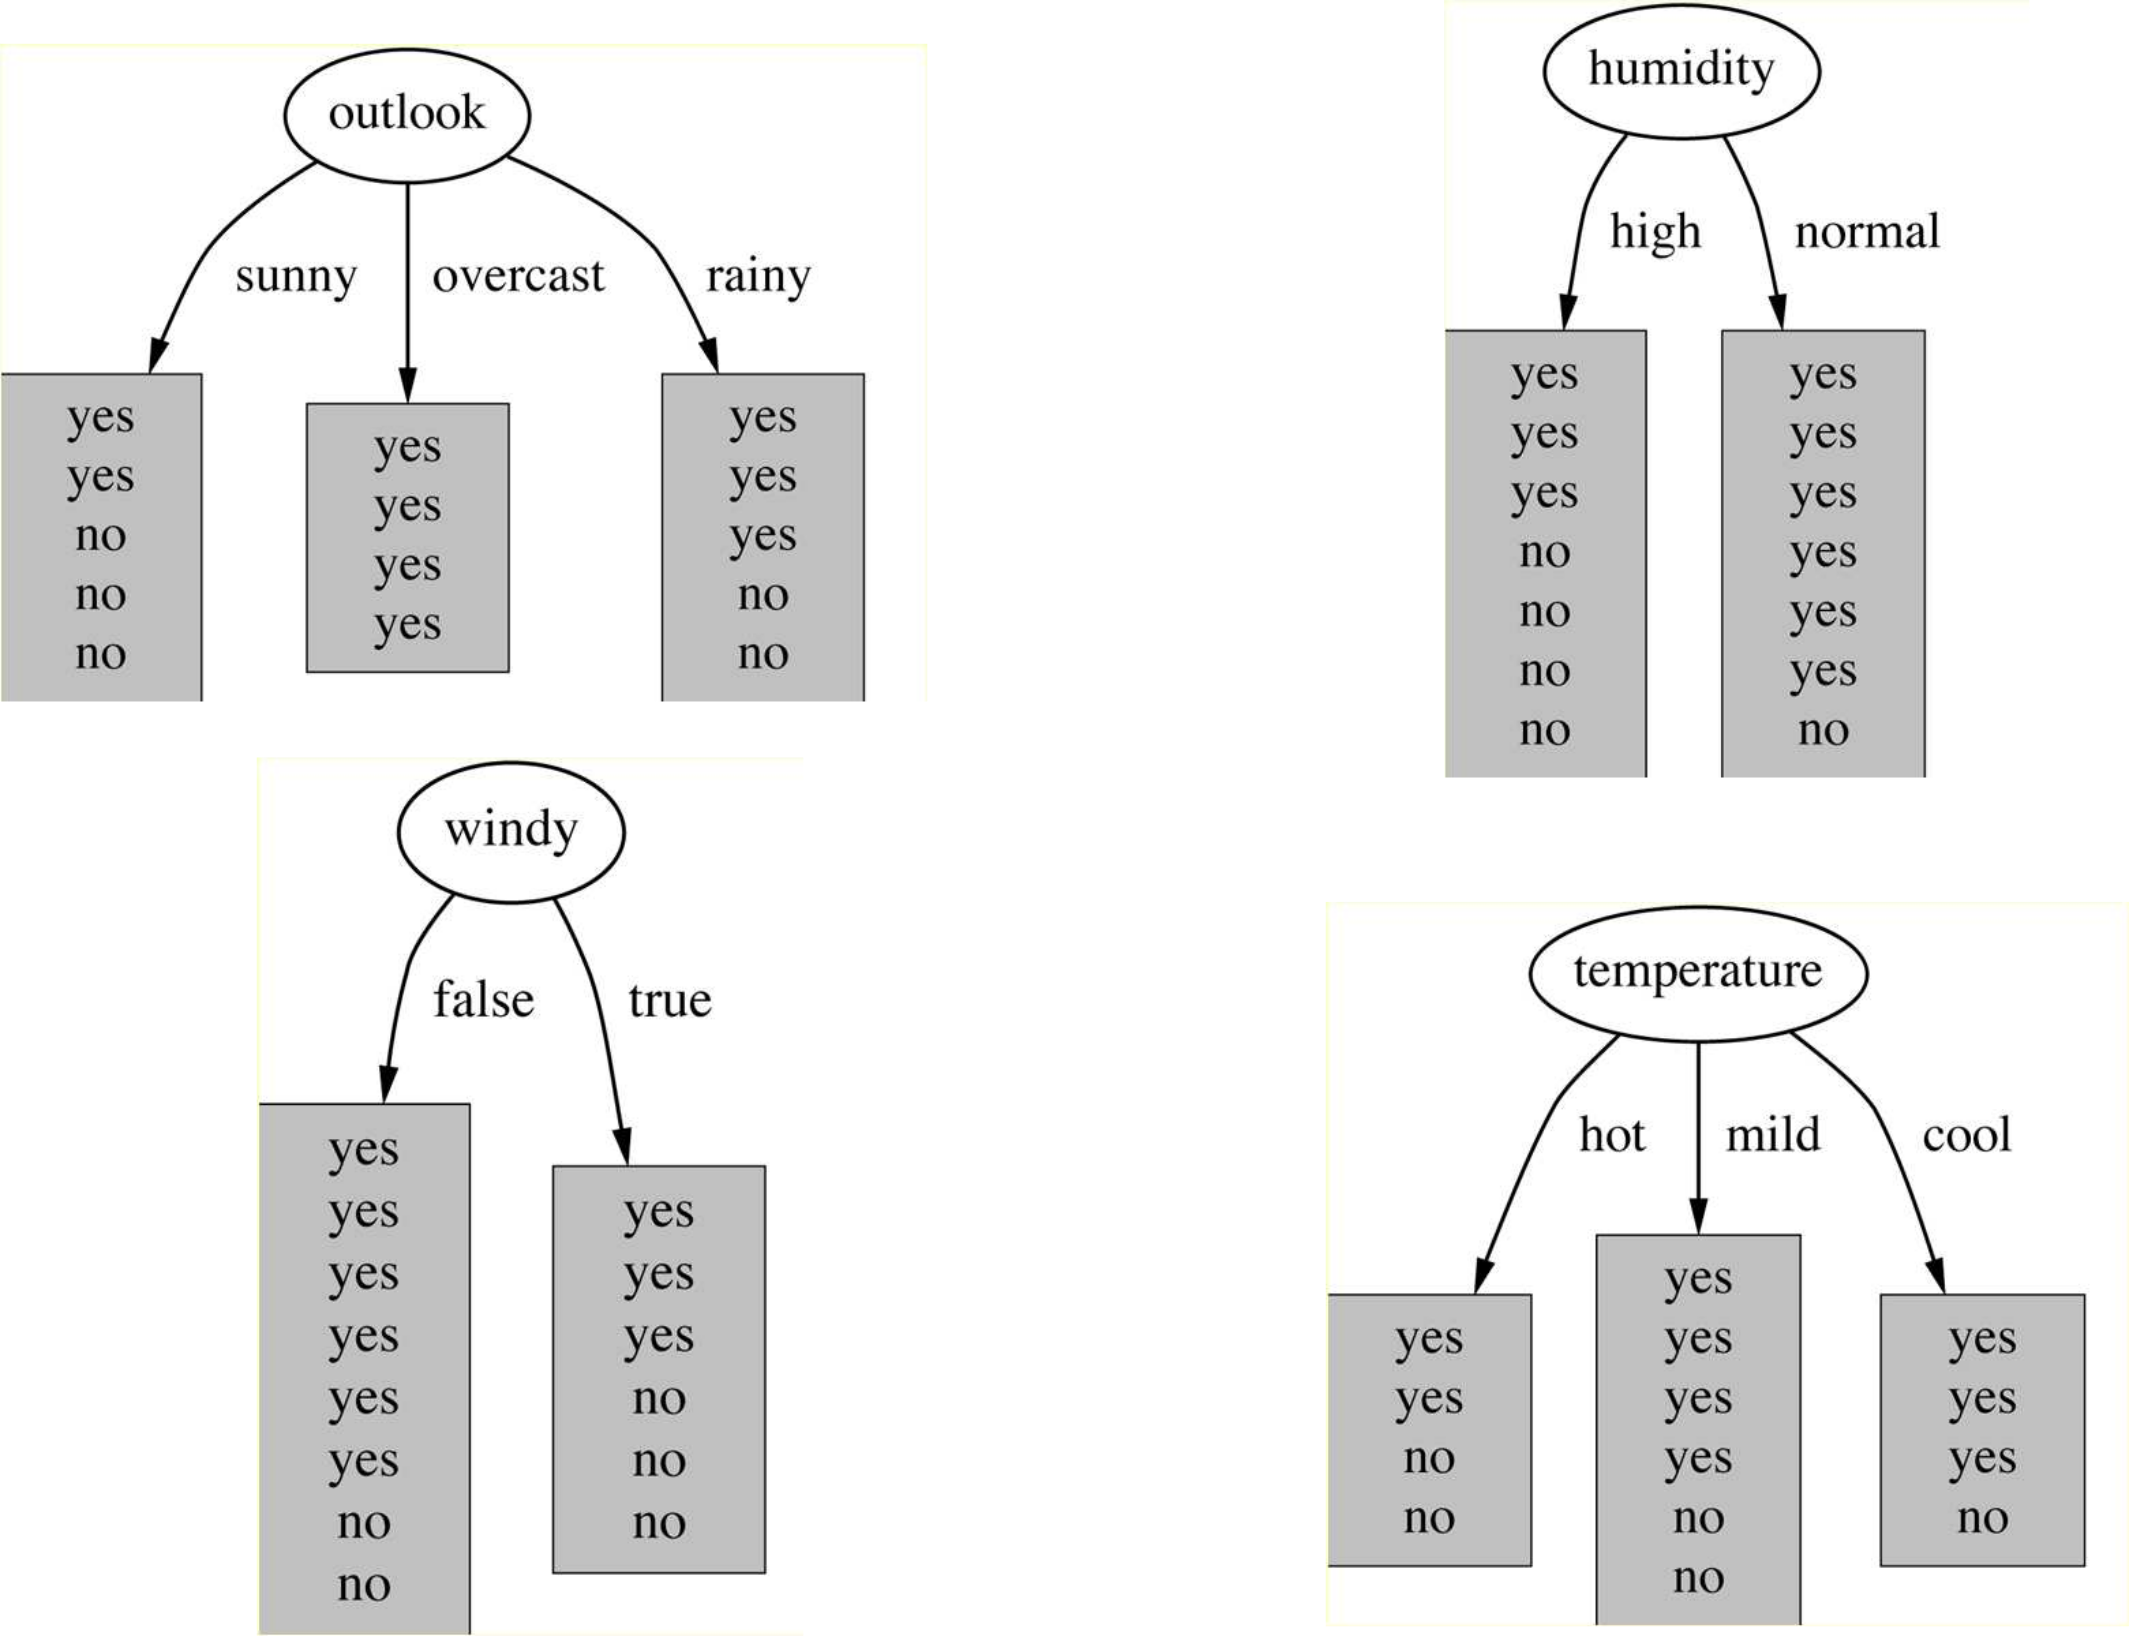 outlook
sunny overcast rainy
yes
yes
no
no
no
yes
yes
yes
yes
yes
yes
yes
no
no
humidity
high normal
yes
yes
yes
no
no
no
no
yes
yes
yes
yes
yes
yes
no
windy
false true
yes
yes
yes
yes
yes
yes
no
no
yes
yes
yes
no
no
no
temperature
hot mild cool
yes
yes
no
no
yes
yes
yes
yes
no
no
yes
yes
yes
no